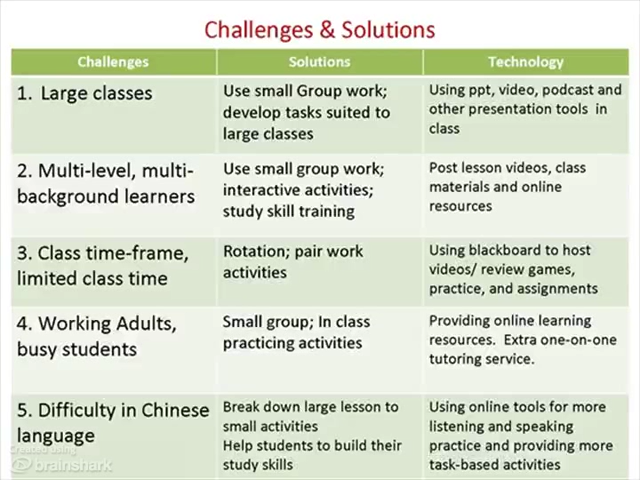 Challenges & Solutions
Challenges
Solutions
Technology
1. Large classes
Use small Group work;
develop tasks suited to
large classes
Using ppt, video, podcast and
other presentation tools in
class
2. Multi-level, multi-
background learners
Use small group work;
interactive activities;
study skill training
Post lesson videos, class
materials and online
resources
3. Class time-frame,
limited class time
Rotation; pair work
activities
Using blackboard to host
videos/ review games,
practice, and assignments
4. Working Adults,
busy students
Small group; In class
practicing activities
Providing online learning
resources. Extra one-on-one
tutoring service.
5. Difficulty in Chinese
language
Break down large lesson to
small activities
Help students to build their
study skills
Using online tools for more
listening and speaking
practice and providing more
task-based activities
Created using
brainshark